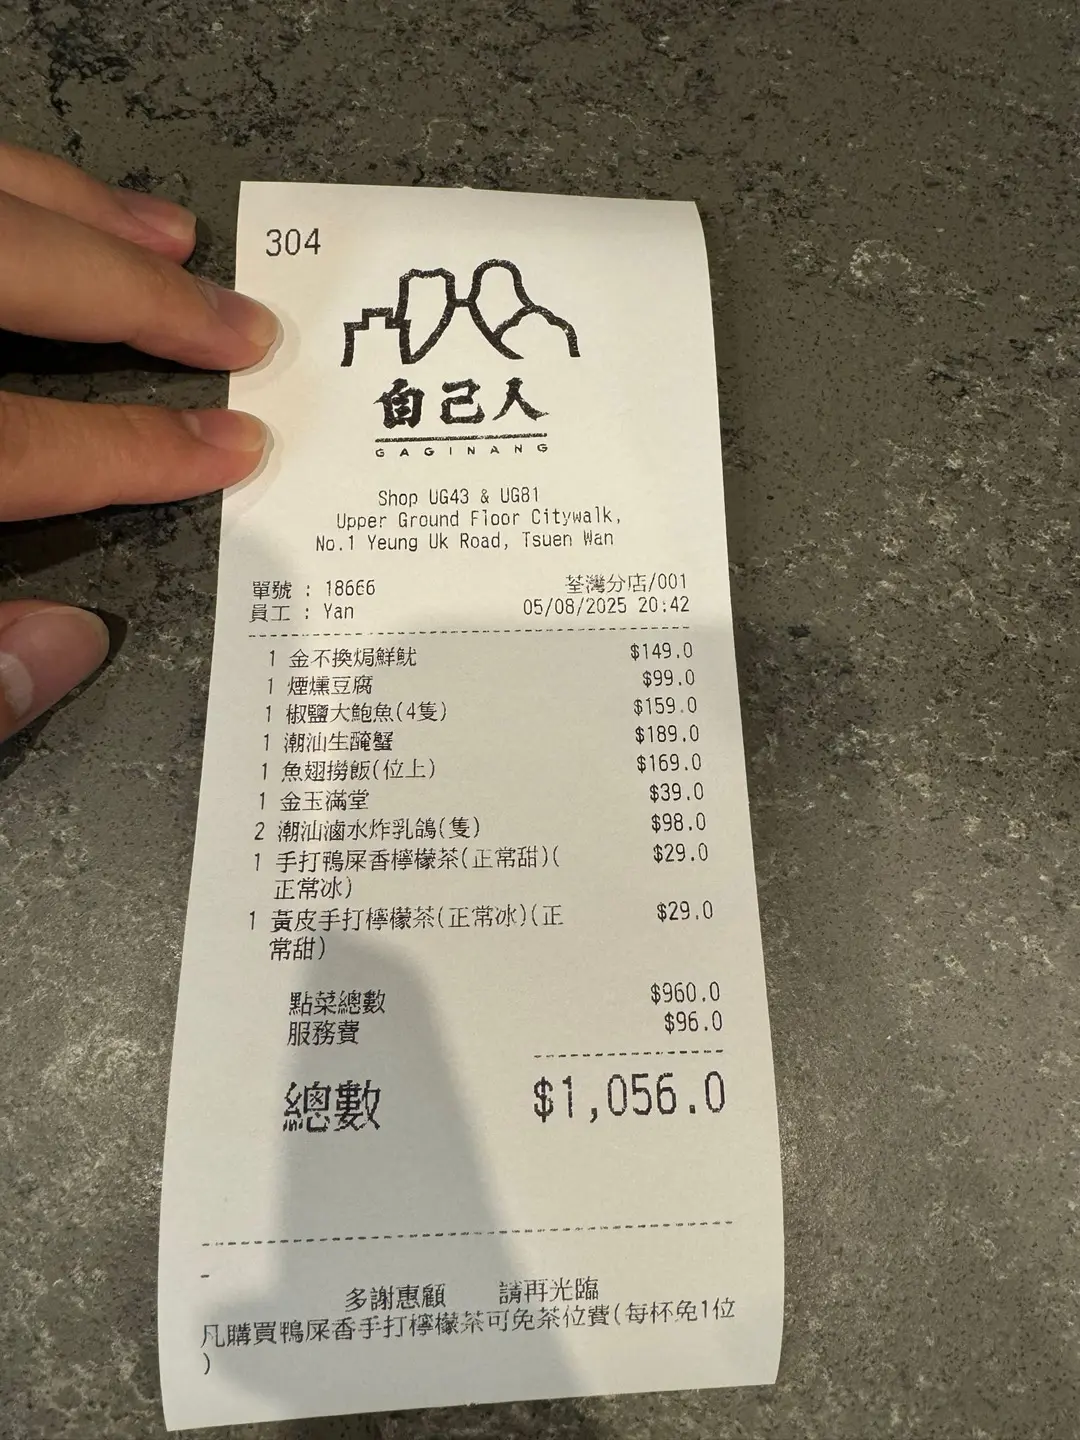 304
自己人
GAGINANG
Shop UG43 & UG81
Upper Ground Floor Citywalk,
No.1 Yeung Uk Road, Tsuen Wan
單號 : 18666 荃灣分店/001
員工 : Yan 05/08/2025 20:42
1 金不換焗鮮魷 $149.0
1 煙燻豆腐 $99.0
1 椒鹽大鮑魚(4隻) $159.0
1 潮汕生醃蟹 $189.0
1 魚翅撈飯(位上) $169.0
1 金玉滿堂 $39.0
2 潮汕滷水炸乳鴿(隻) $98.0
1 手打鴨屎香檸檬茶(正常甜)( $29.0
正常冰)
1 黃皮手打檸檬茶(正常冰)(正 $29.0
常甜)
點菜總數 $960.0
服務費 $96.0
總數 $1,056.0
多謝惠顧 請再光臨
凡購買鴨屎香手打檸檬茶可免茶位費(每杯免1位
)